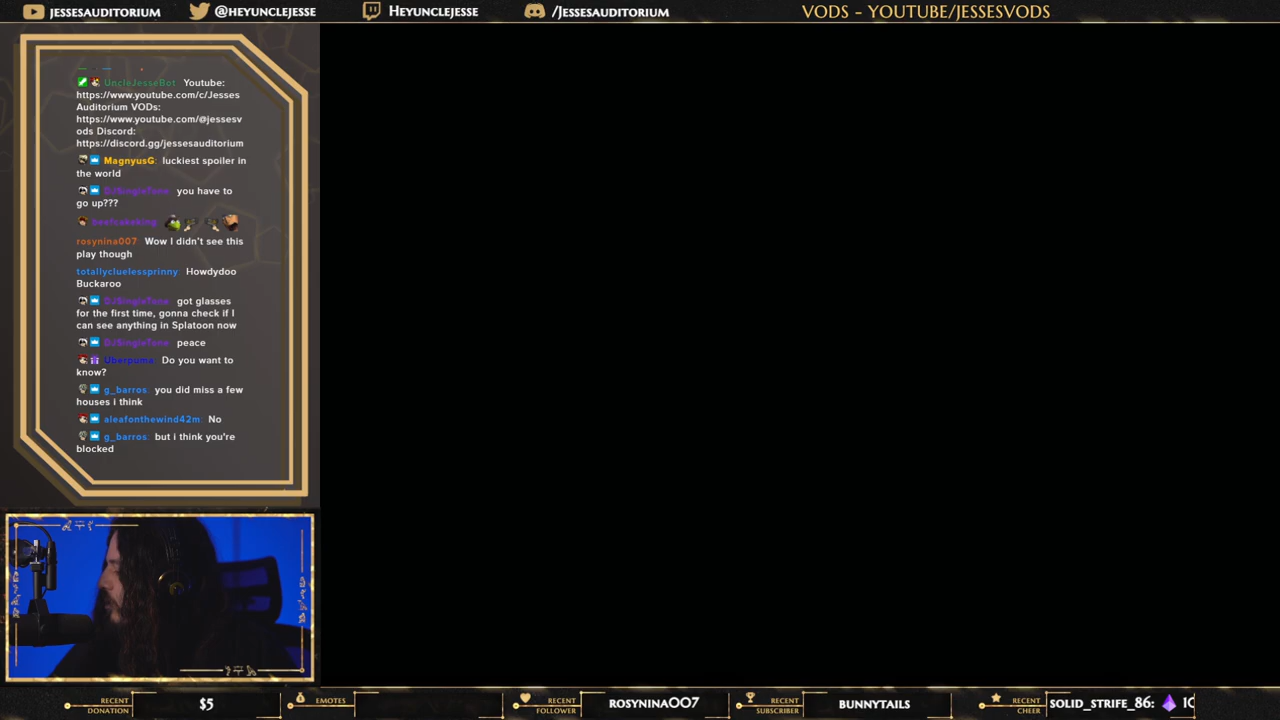 JESSESAUDITORIUM
@HEYUNCLEJESSE
HEYUNCLEJESSE
/JESSESAUDITORIUM
VODS - YOUTUBE/JESSESVODS
UncleJesseBot Youtube:
https://www.youtube.com/c/Jesses
Auditorium VODs:
https://www.youtube.com/@jessesv
ods Discord:
https://discord.gg/jessesauditorium
MagnyusG: luckiest spoiler in
the world
DJSingleTone: you have to
go up???
beefcakeking
rosynina007 Wow I didn't see this
play though
totallycluelessprinny: Howdydoo
Buckaroo
DJSingleTone: got glasses
for the first time, gonna check if I
can see anything in Splatoon now
DJSingleTone: peace
Uberpuma: Do you want to
know?
g_barros: you did miss a few
houses i think
aleafonthewind42m: No
g_barros: but i think you're
blocked
RECENT
DONATION
$5
EMOTES
RECENT
FOLLOWER
ROSYNINA007
RECENT
SUBSCRIBER
BUNNYTAILS
RECENT
CHEER
SOLID_STRIFE_86: